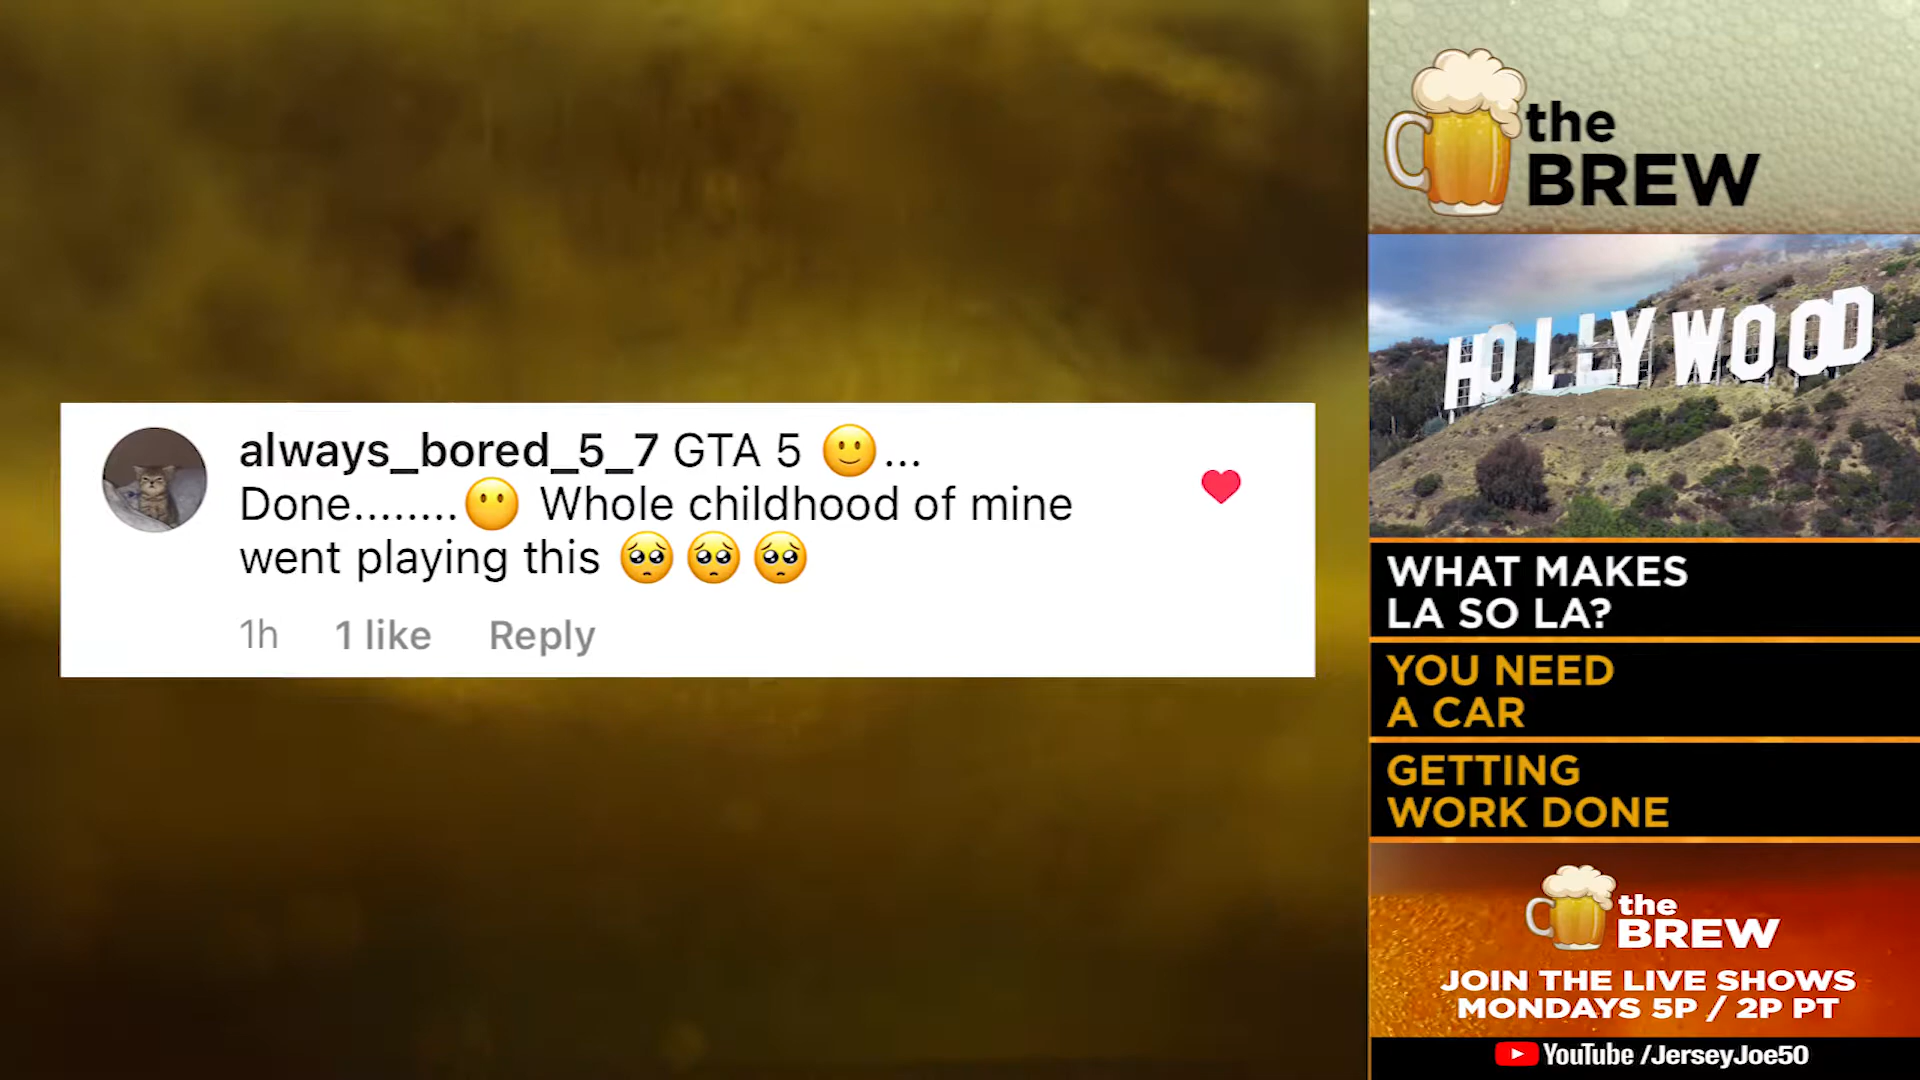 always_bored_5_7 GTA 5 🙂...
Done........😶 Whole childhood of mine
went playing this 🥺🥺🥺
1h 1 like Reply
the
BREW
HOLLYWOOD
WHAT MAKES
LA SO LA?
YOU NEED
A CAR
GETTING
WORK DONE
the
BREW
JOIN THE LIVE SHOWS
MONDAYS 5P / 2P PT
YouTube /JerseyJoe50